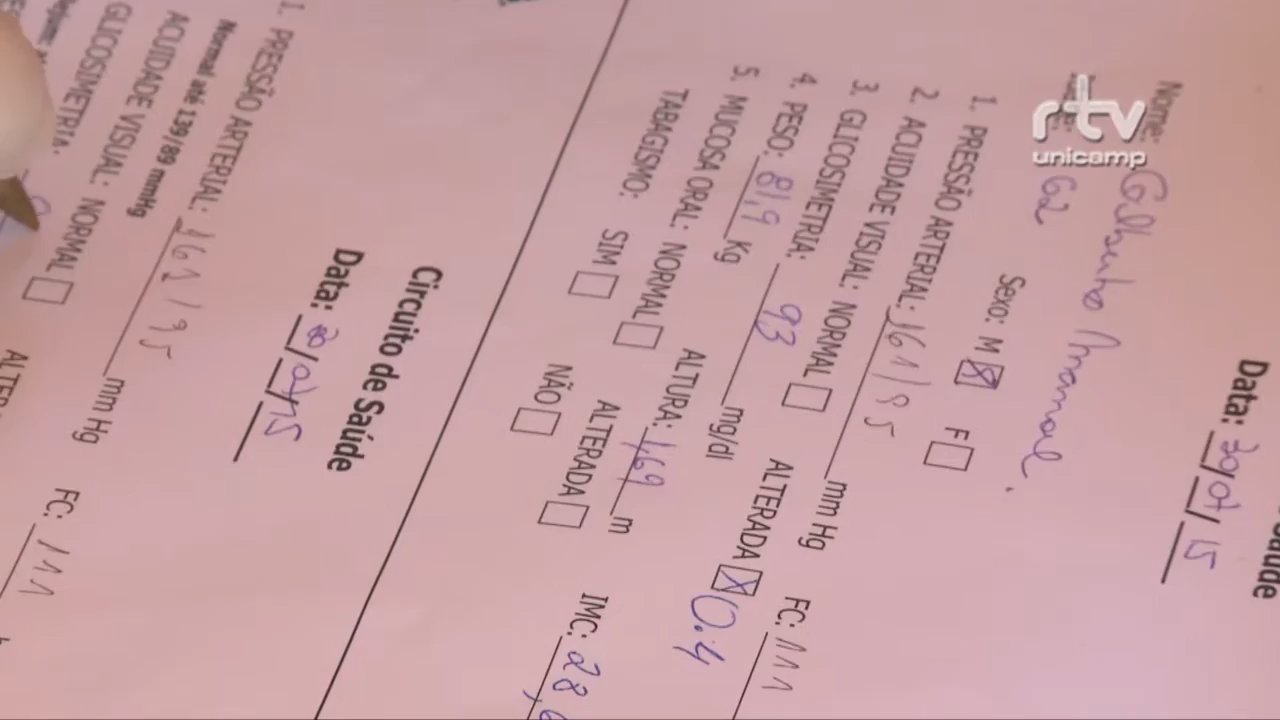 rtv
unicamp
Saúde
Data: 30/07/15
Nome: Gilberto
62 Sexo: M ☒ F ☐
1. PRESSÃO ARTERIAL: 161/95 mm Hg FC: 111
2. ACUIDADE VISUAL: NORMAL ☐ ALTERADA ☒ 0.4
3. GLICOSIMETRIA: 93 mg/dl
4. PESO: 81,9 Kg ALTURA: 1,69 m IMC: 28,
5. MUCOSA ORAL: NORMAL ☐ ALTERADA ☐
TABAGISMO: SIM ☐ NÃO ☐
Circuito de Saúde
Data: 30/07/15
1. PRESSÃO ARTERIAL: 161/95 mm Hg FC: 111
Normal até 139/89 mmHg
ACUIDADE VISUAL: NORMAL ☐
GLICOSIMETRIA: